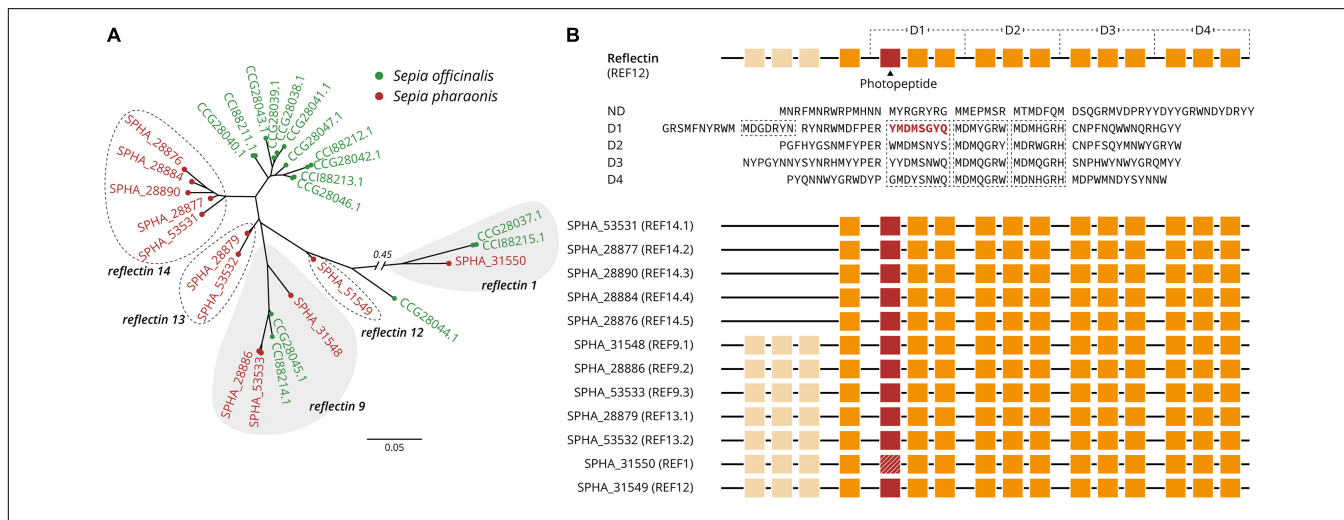 A
Sepia officinalis
Sepia pharaonis
CCG28040.1
CCI88211.1
CCG28043.1
CCG28039.1
CCG28038.1
CCG28041.1
CCG28047.1
CCI88212.1
CCG28042.1
CCI88213.1
CCG28046.1
SPHA_28876
SPHA_28884
SPHA_28890
SPHA_28877
SPHA_53531
reflectin 14
SPHA_28879
SPHA_53532
reflectin 13
CCG28037.1
CCI88215.1
SPHA_31550
0.45
reflectin 1
SPHA_51549
reflectin 12
CCG28044.1
SPHA_31548
CCG28045.1
CCI88214.1
SPHA_28886
SPHA_53533
reflectin 9
0.05
B
D1 D2 D3 D4
Reflectin
(REF12)
Photopeptide
ND MNRFMNRWRPMHNN MYRGRYRG MMEPMSR MTMDFQM DSQGRMVDPRYYDYYGRWNDYDRYY
D1 GRSMFNYRWM MDGDRYN RYNRWMDFPER YMDMSGYQ MDMYGRW MDMHGRH CNPFNQWWNQRHGYY
D2 PGFHYGSNMFYPER WMDMSNYS MDMQGRY MDRWGRH CNPFSQYMNWYGRYW
D3 NYPGYNNYSYNRHMYYPER YYDMSNWQ MDMQGRW MDMHGRH SNPHWYNWYGRQMYY
D4 PYQNNWYGRWDYP GMDYSNWQ MDMQGRW MDNHGRH MDPWMNDYSYNNW
SPHA_53531 (REF14.1)
SPHA_28877 (REF14.2)
SPHA_28890 (REF14.3)
SPHA_28884 (REF14.4)
SPHA_28876 (REF14.5)
SPHA_31548 (REF9.1)
SPHA_28886 (REF9.2)
SPHA_53533 (REF9.3)
SPHA_28879 (REF13.1)
SPHA_53532 (REF13.2)
SPHA_31550 (REF1)
SPHA_31549 (REF12)